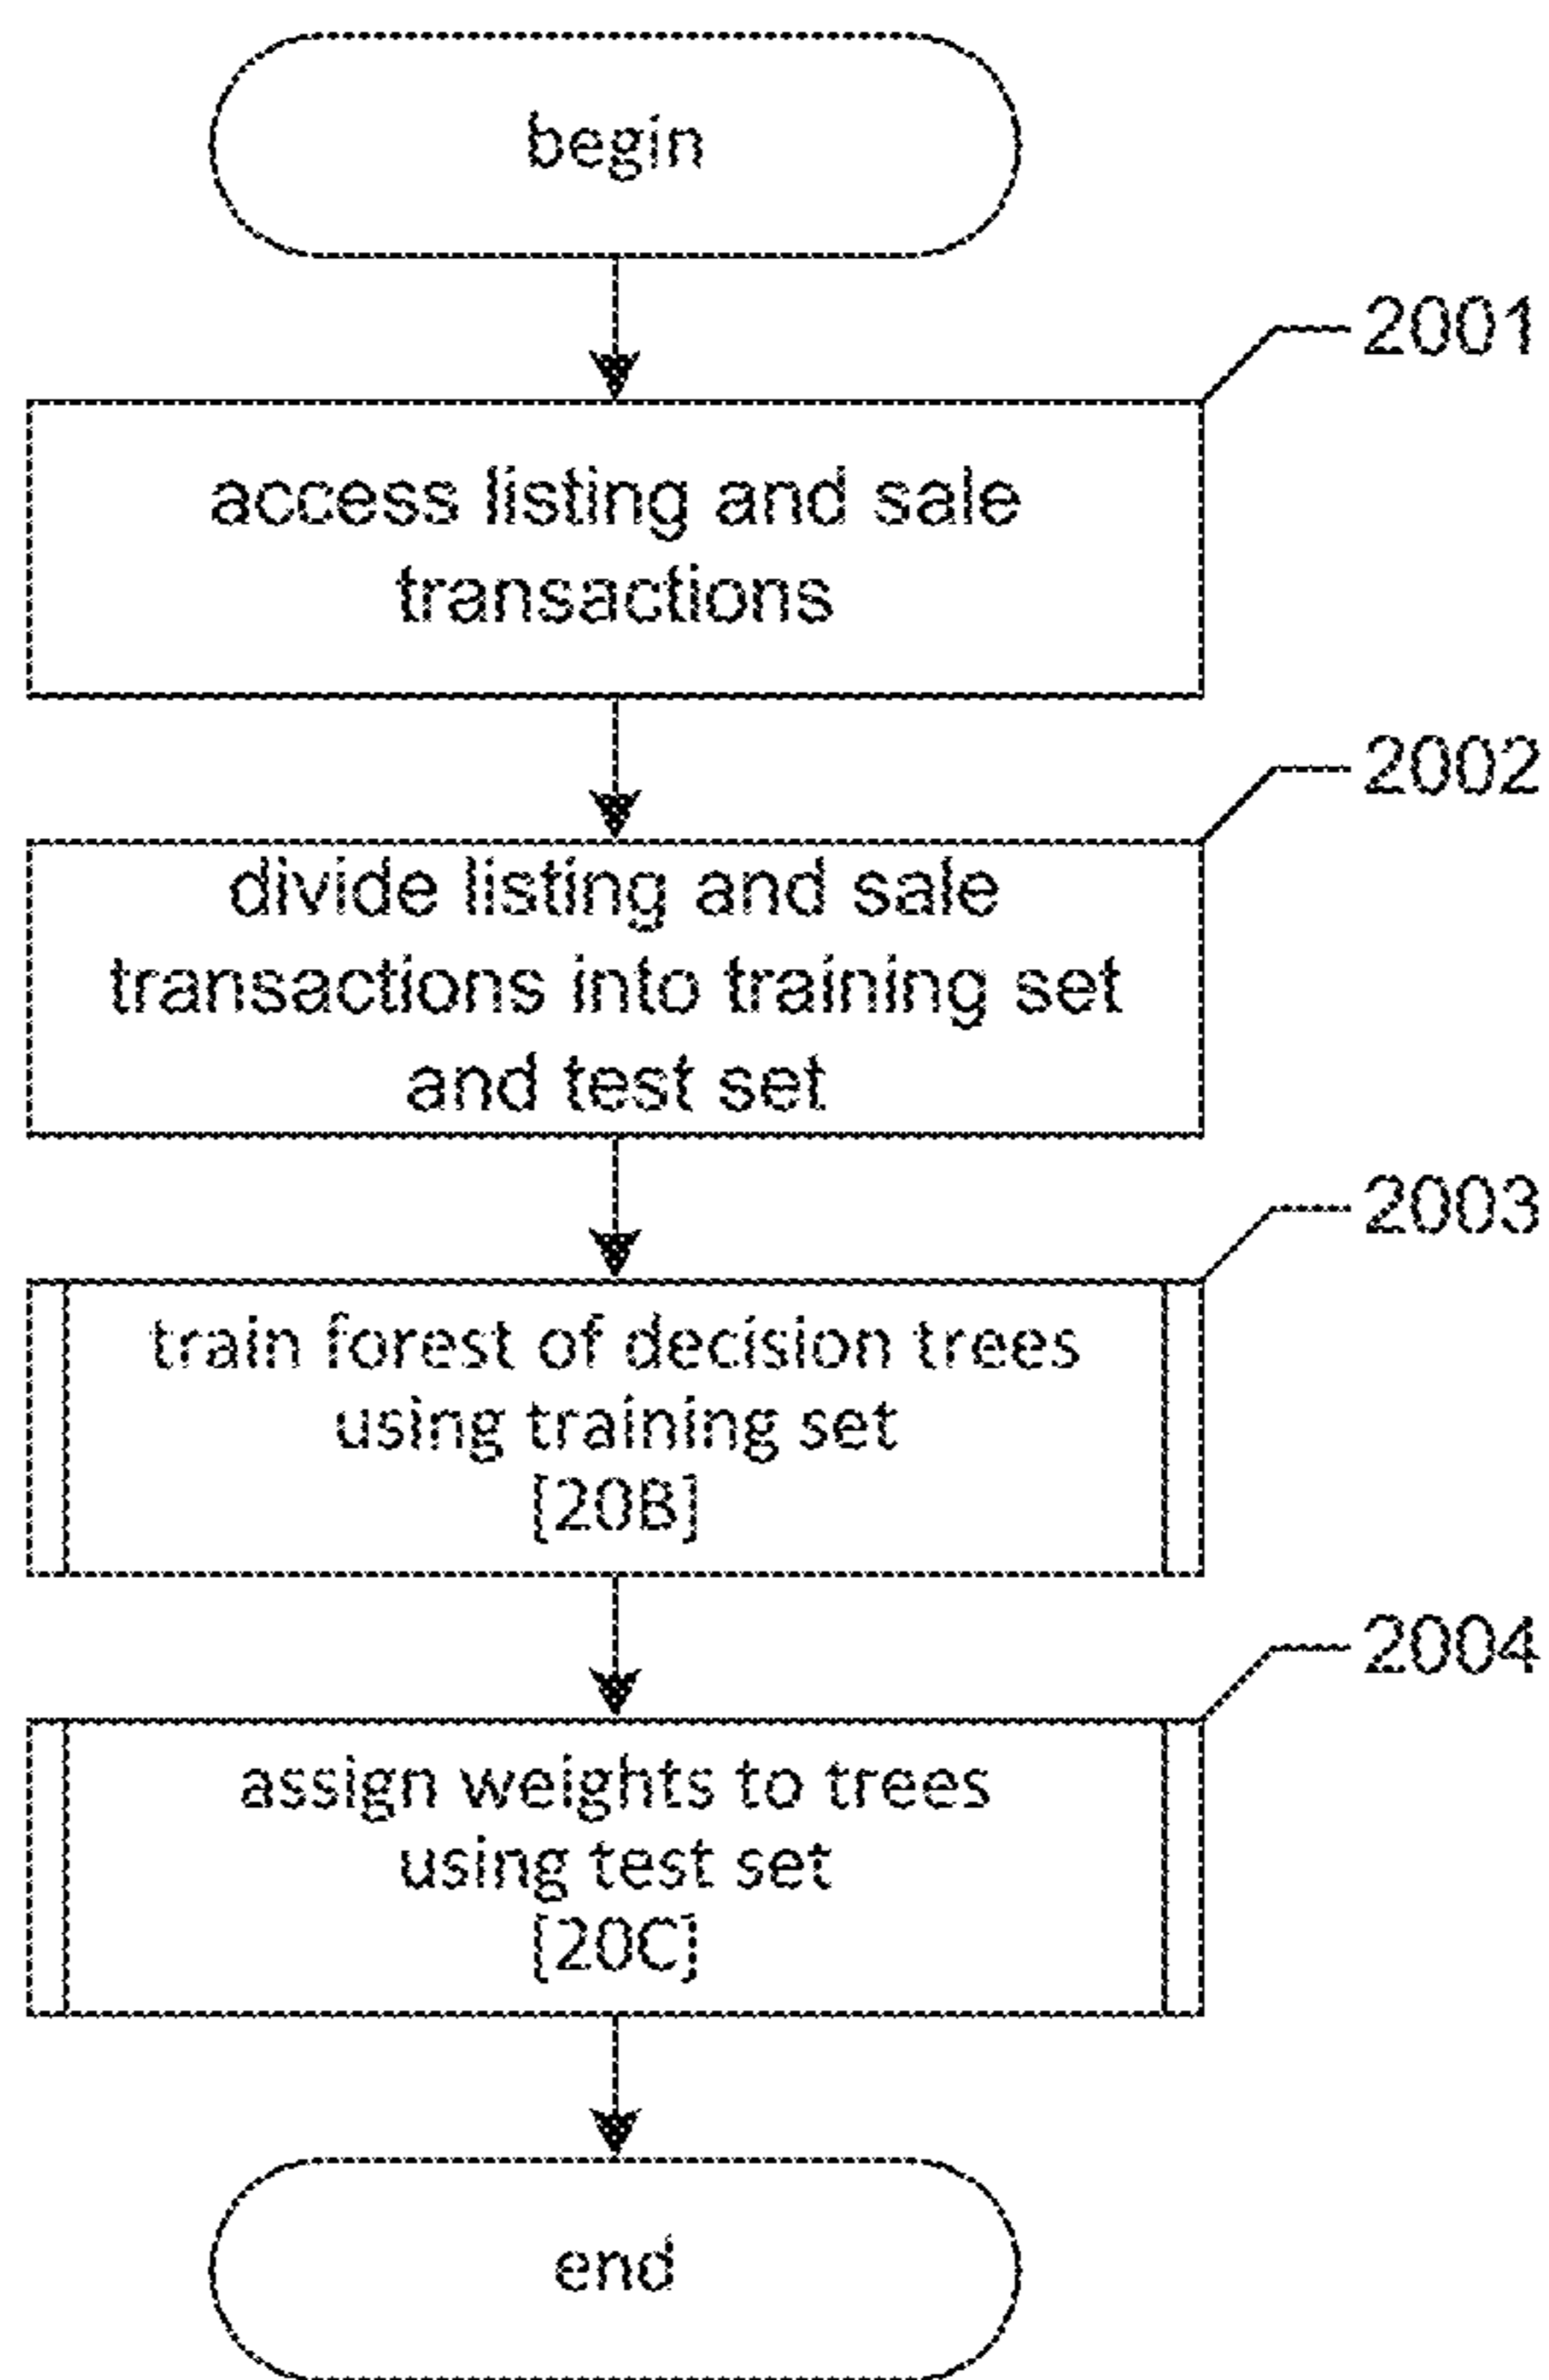 begin
2001
access listing and sale
transactions
2002
divide listing and sale
transactions into training set
and test set
2003
train forest of decision trees
using training set
[20B]
2004
assign weights to trees
using test set
[20C]
end